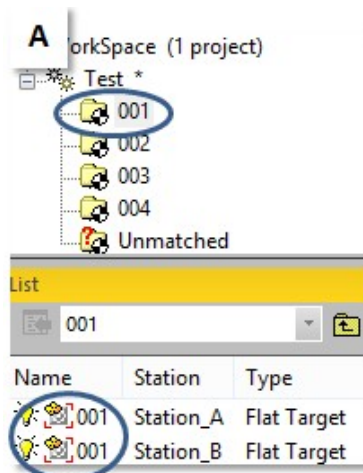 A
orkSpace (1 project)
Test *
001
002
003
004
Unmatched
List
001
Name Station Type
001 Station_A Flat Target
001 Station_B Flat Target